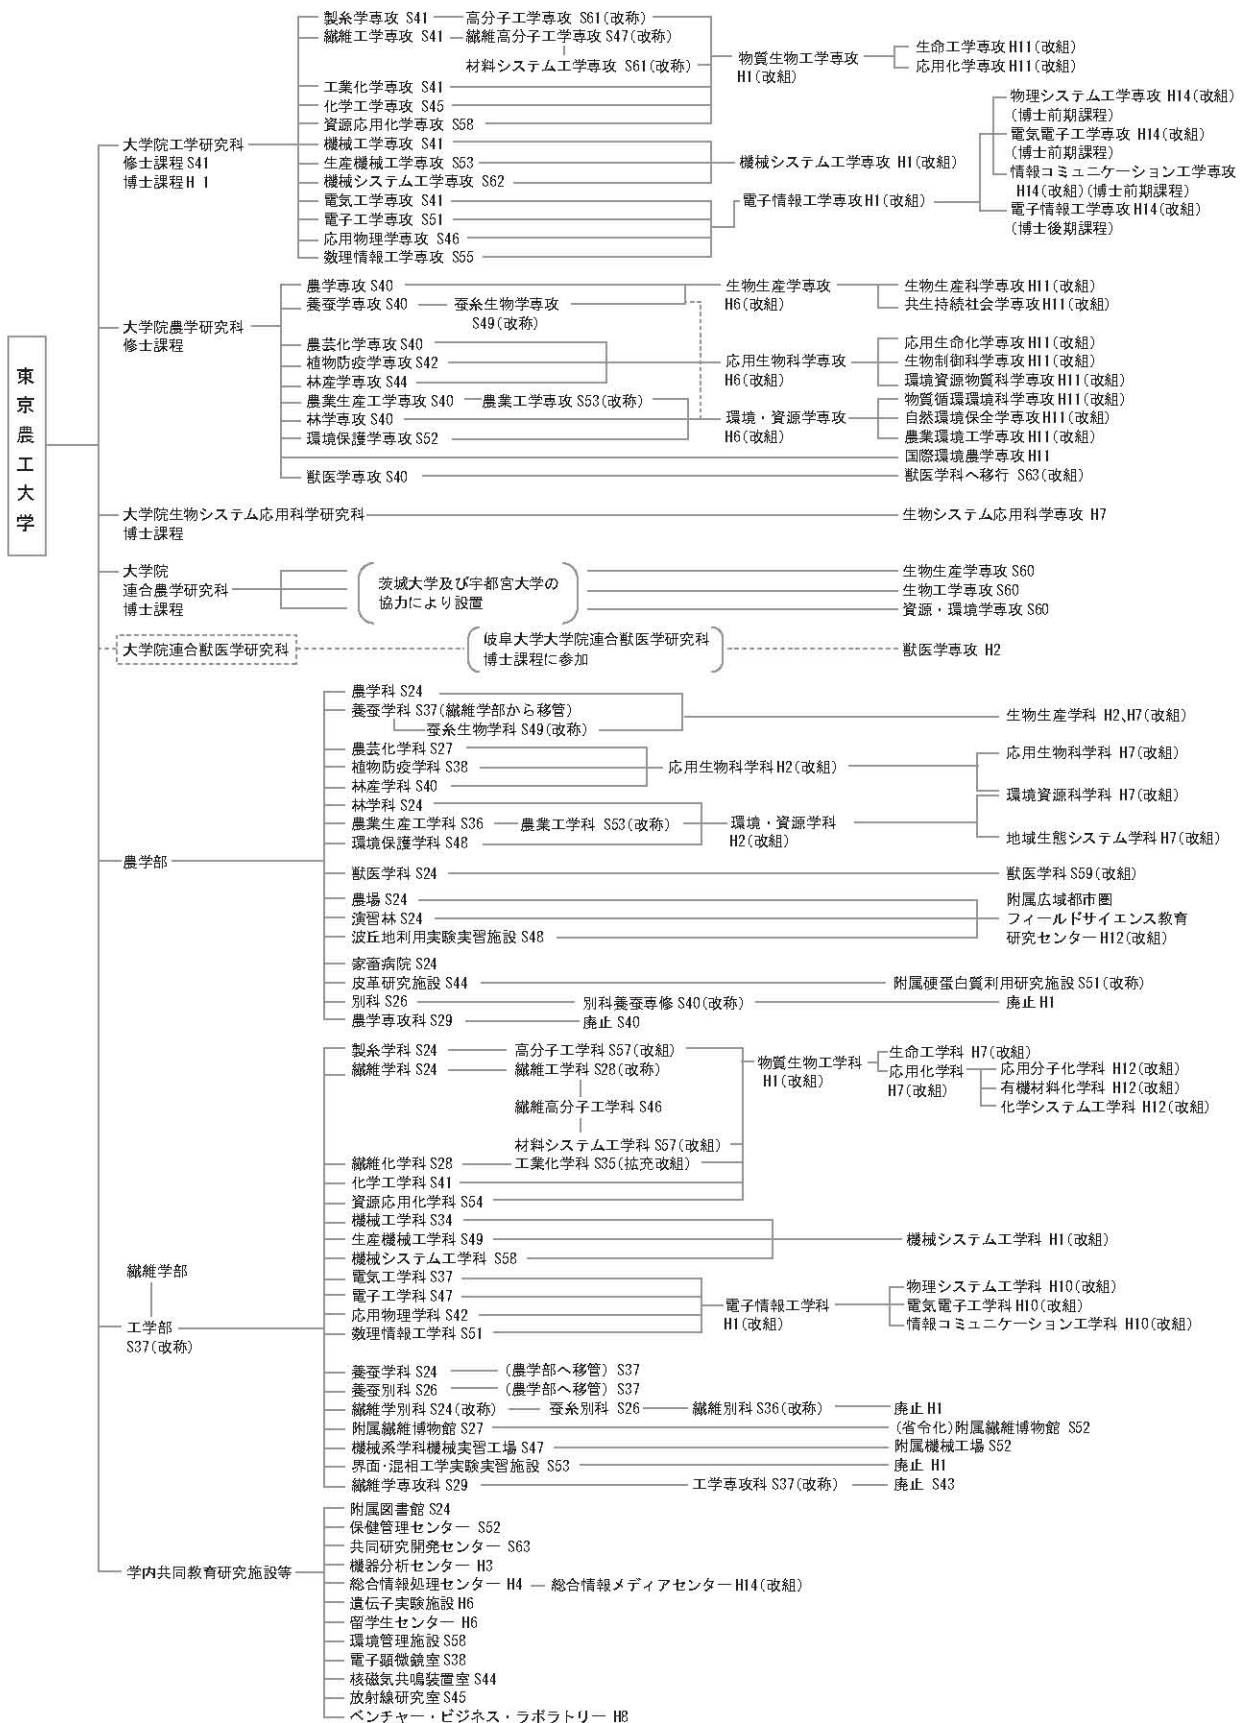 東京農工大学
大学院工学研究科
修士課程 S41
博士課程H 1
製糸学専攻 S41 高分子工学専攻 S61(改称)
繊維工学専攻 S41 繊維高分子工学専攻 S47(改称)
材料システム工学専攻 S61(改称)
工業化学専攻 S41
化学工学専攻 S45
資源応用化学専攻 S58
物質生物工学専攻
H1(改組)
生命工学専攻 H11(改組)
応用化学専攻 H11(改組)
機械工学専攻 S41
生産機械工学専攻 S53
機械システム工学専攻 S62
機械システム工学専攻 H1(改組)
電気工学専攻 S41
電子工学専攻 S51
応用物理学専攻 S46
数理情報工学専攻 S55
電子情報工学専攻 H1(改組)
物理システム工学専攻 H14(改組)
(博士前期課程)
電気電子工学専攻 H14(改組)
(博士前期課程)
情報コミュニケーション工学専攻
H14(改組)(博士前期課程)
電子情報工学専攻 H14(改組)
(博士後期課程)
大学院農学研究科
修士課程
農学専攻 S40
養蚕学専攻 S40 蚕糸生物学専攻
S49(改称)
生物生産学専攻
H6(改組)
生物生産科学専攻 H11(改組)
共生持続社会学専攻 H11(改組)
農芸化学専攻 S40
植物防疫学専攻 S42
林産学専攻 S44
応用生物科学専攻
H6(改組)
応用生命化学専攻 H11(改組)
生物制御科学専攻 H11(改組)
環境資源物質科学専攻 H11(改組)
農業生産工学専攻 S40 農業工学専攻 S53(改称)
林学専攻 S40
環境保護学専攻 S52
環境・資源学専攻
H6(改組)
物質循環環境科学専攻 H11(改組)
自然環境保全学専攻 H11(改組)
農業環境工学専攻 H11(改組)
国際環境農学専攻 H11
獣医学専攻 S40 獣医学科へ移行 S63(改組)
大学院生物システム応用科学研究科
博士課程
生物システム応用科学専攻 H7
大学院
連合農学研究科
博士課程
茨城大学及び宇都宮大学の
協力により設置
生物生産学専攻 S60
生物工学専攻 S60
資源・環境学専攻 S60
大学院連合獣医学研究科
岐阜大学大学院連合獣医学研究科
博士課程に参加
獣医学専攻 H2
農学部
農学科 S24
養蚕学科 S37(繊維学部から移管)
蚕糸生物学科 S49(改称)
生物生産学科 H2、H7(改組)
農芸化学科 S27
植物防疫学科 S38
林産学科 S40
応用生物科学科 H2(改組)
応用生物科学科 H7(改組)
環境資源科学科 H7(改組)
林学科 S24
農業生産工学科 S36 農業工学科 S53(改称)
環境保護学科 S48
環境・資源学科
H2(改組)
地域生態システム学科 H7(改組)
獣医学科 S24 獣医学科 S59(改組)
農場 S24
演習林 S24
波丘地利用実験実習施設 S48
附属広域都市圏
フィールドサイエンス教育
研究センター H12(改組)
家畜病院 S24
皮革研究施設 S44 附属硬蛋白質利用研究施設 S51(改称)
別科 S26 別科養蚕専修 S40(改称) 廃止 H1
農学専攻科 S29 廃止 S40
繊維学部
工学部
S37(改称)
製糸学科 S24 高分子工学科 S57(改組)
繊維学科 S24 繊維工学科 S28(改称)
繊維高分子工学科 S46
材料システム工学科 S57(改組)
繊維化学科 S28 工業化学科 S35(拡充改組)
化学工学科 S41
資源応用化学科 S54
物質生物工学科
H1(改組)
生命工学科 H7(改組)
応用化学科
H7(改組)
応用分子化学科 H12(改組)
有機材料化学科 H12(改組)
化学システム工学科 H12(改組)
機械工学科 S34
生産機械工学科 S49
機械システム工学科 S58
機械システム工学科 H1(改組)
電気工学科 S37
電子工学科 S47
応用物理学科 S42
数理情報工学科 S51
電子情報工学科
H1(改組)
物理システム工学科 H10(改組)
電気電子工学科 H10(改組)
情報コミュニケーション工学科 H10(改組)
養蚕学科 S24 (農学部へ移管) S37
養蚕別科 S26 (農学部へ移管) S37
繊維学別科 S24(改称) 蚕糸別科 S26 繊維別科 S36(改称) 廃止 H1
附属繊維博物館 S27 (省令化)附属繊維博物館 S52
機械系学科機械実習工場 S47 附属機械工場 S52
界面・混相工学実験実習施設 S53 廃止 H1
繊維学専攻科 S29 工学専攻科 S37(改称) 廃止 S43
学内共同教育研究施設等
附属図書館 S24
保健管理センター S52
共同研究開発センター S63
機器分析センター H3
総合情報処理センター H4 総合情報メディアセンター H14(改組)
遺伝子実験施設 H6
留学生センター H6
環境管理施設 S58
電子顕微鏡室 S38
核磁気共鳴装置室 S44
放射線研究室 S45
ベンチャー・ビジネス・ラボラトリー H8